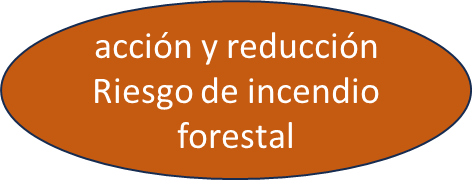 acción y reducción
Riesgo de incendio
forestal